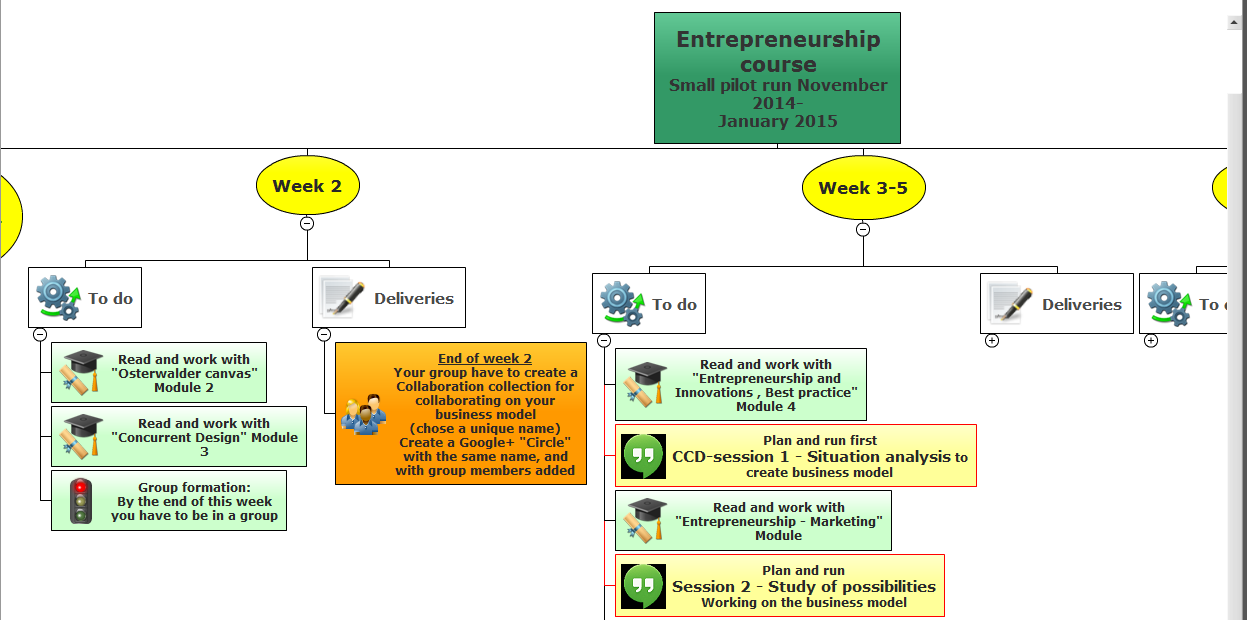 Entrepreneurship
course
Small pilot run November
2014-
January 2015
Week 2
To do
Read and work with
"Osterwalder canvas"
Module 2
Read and work with
"Concurrent Design" Module
3
Group formation:
By the end of this week
you have to be in a group
Deliveries
End of week 2
Your group have to create a
Collaboration collection for
collaborating on your
business model
(chose a unique name)
Create a Google+ "Circle"
with the same name, and
with group members added
Week 3-5
To do
Read and work with
"Entrepreneurship and
Innovations , Best practice"
Module 4
Plan and run first
CCD-session 1 - Situation analysis to
create business model
Read and work with
"Entrepreneurship - Marketing"
Module
Plan and run
Session 2 - Study of possibilities
Working on the business model
Deliveries
To